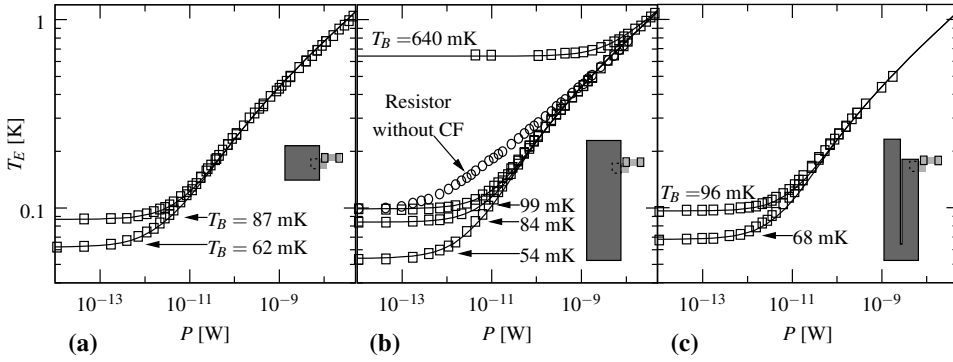 1
0.1
T_E [K]
T_B = 87 mK
T_B = 62 mK
10^−13
10^−11
10^−9
(a)
P [W]
T_B = 640 mK
Resistor
without CF
99 mK
84 mK
54 mK
10^−13
10^−11
10^−9
(b)
P [W]
T_B = 96 mK
68 mK
10^−13
10^−11
10^−9
(c)
P [W]